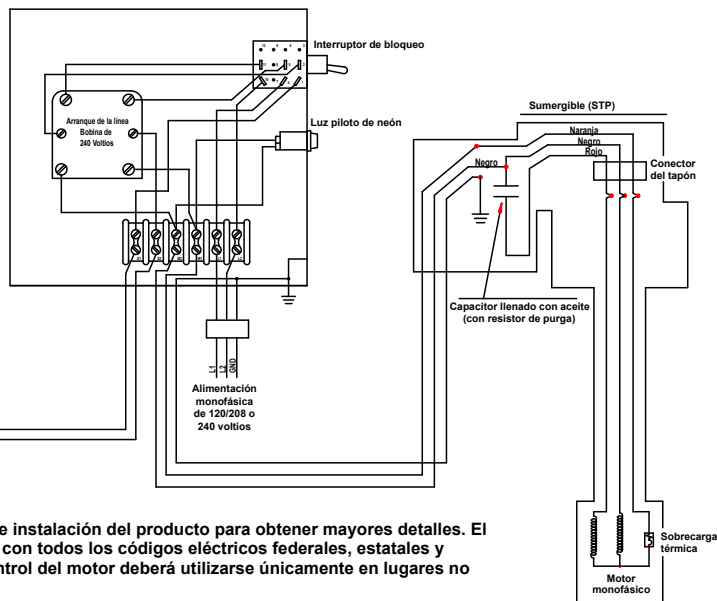 Interruptor de bloqueo
Luz piloto de neón
Arranque de la línea
Bobina de
240 Voltios
L1
L2
GND
Alimentación
monofásica
de 120/208 o
240 voltios
Sumergible (STP)
Naranja
Negro
Rojo
Negro
Conector
del tapón
Capacitor llenado con aceite
(con resistor de purga)
Sobrecarga
térmica
Motor
monofásico
e instalación del producto para obtener mayores detalles. El
con todos los códigos eléctricos federales, estatales y
ntrol del motor deberá utilizarse únicamente en lugares no